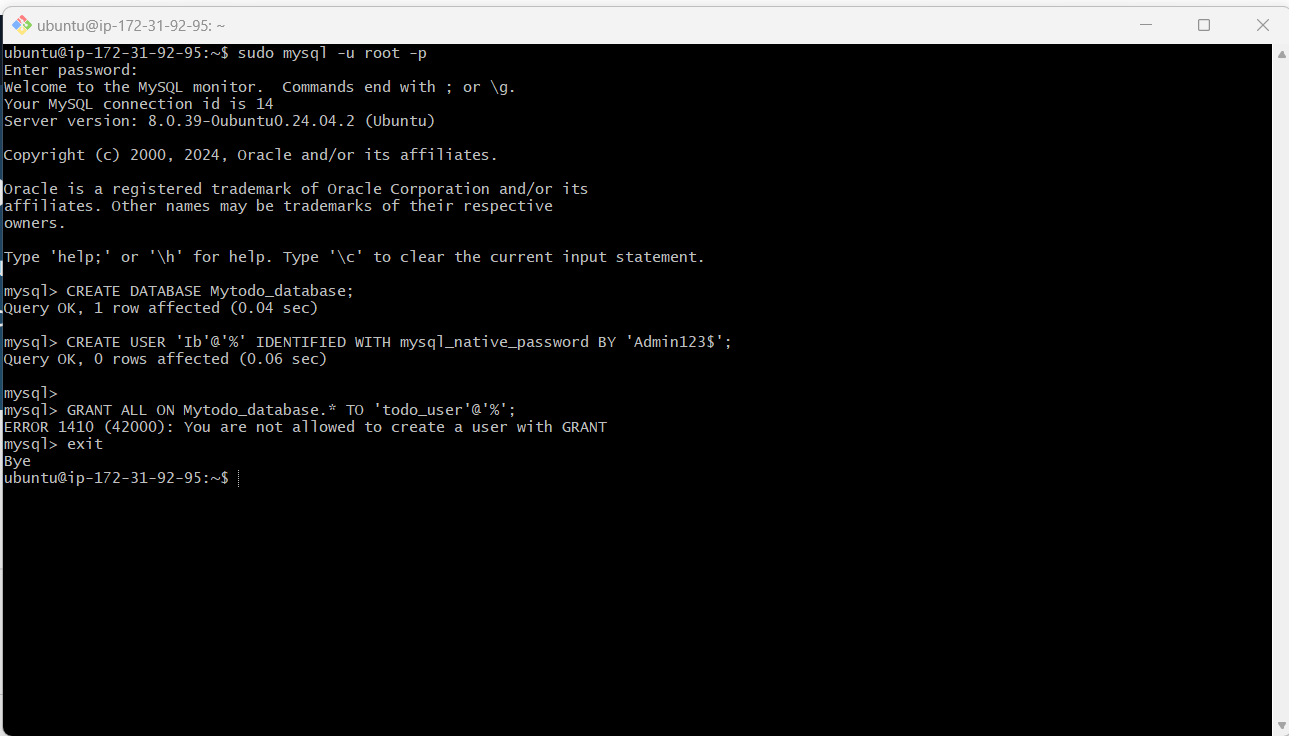 ubuntu@ip-172-31-92-95: ~
ubuntu@ip-172-31-92-95:~$ sudo mysql -u root -p
Enter password:
Welcome to the MySQL monitor.  Commands end with ; or \g.
Your MySQL connection id is 14
Server version: 8.0.39-0ubuntu0.24.04.2 (Ubuntu)

Copyright (c) 2000, 2024, Oracle and/or its affiliates.

Oracle is a registered trademark of Oracle Corporation and/or its
affiliates. Other names may be trademarks of their respective
owners.

Type 'help;' or '\h' for help. Type '\c' to clear the current input statement.

mysql> CREATE DATABASE Mytodo_database;
Query OK, 1 row affected (0.04 sec)

mysql> CREATE USER 'Ib'@'%' IDENTIFIED WITH mysql_native_password BY 'Admin123$';
Query OK, 0 rows affected (0.06 sec)

mysql>
mysql> GRANT ALL ON Mytodo_database.* TO 'todo_user'@'%';
ERROR 1410 (42000): You are not allowed to create a user with GRANT
mysql> exit
Bye
ubuntu@ip-172-31-92-95:~$